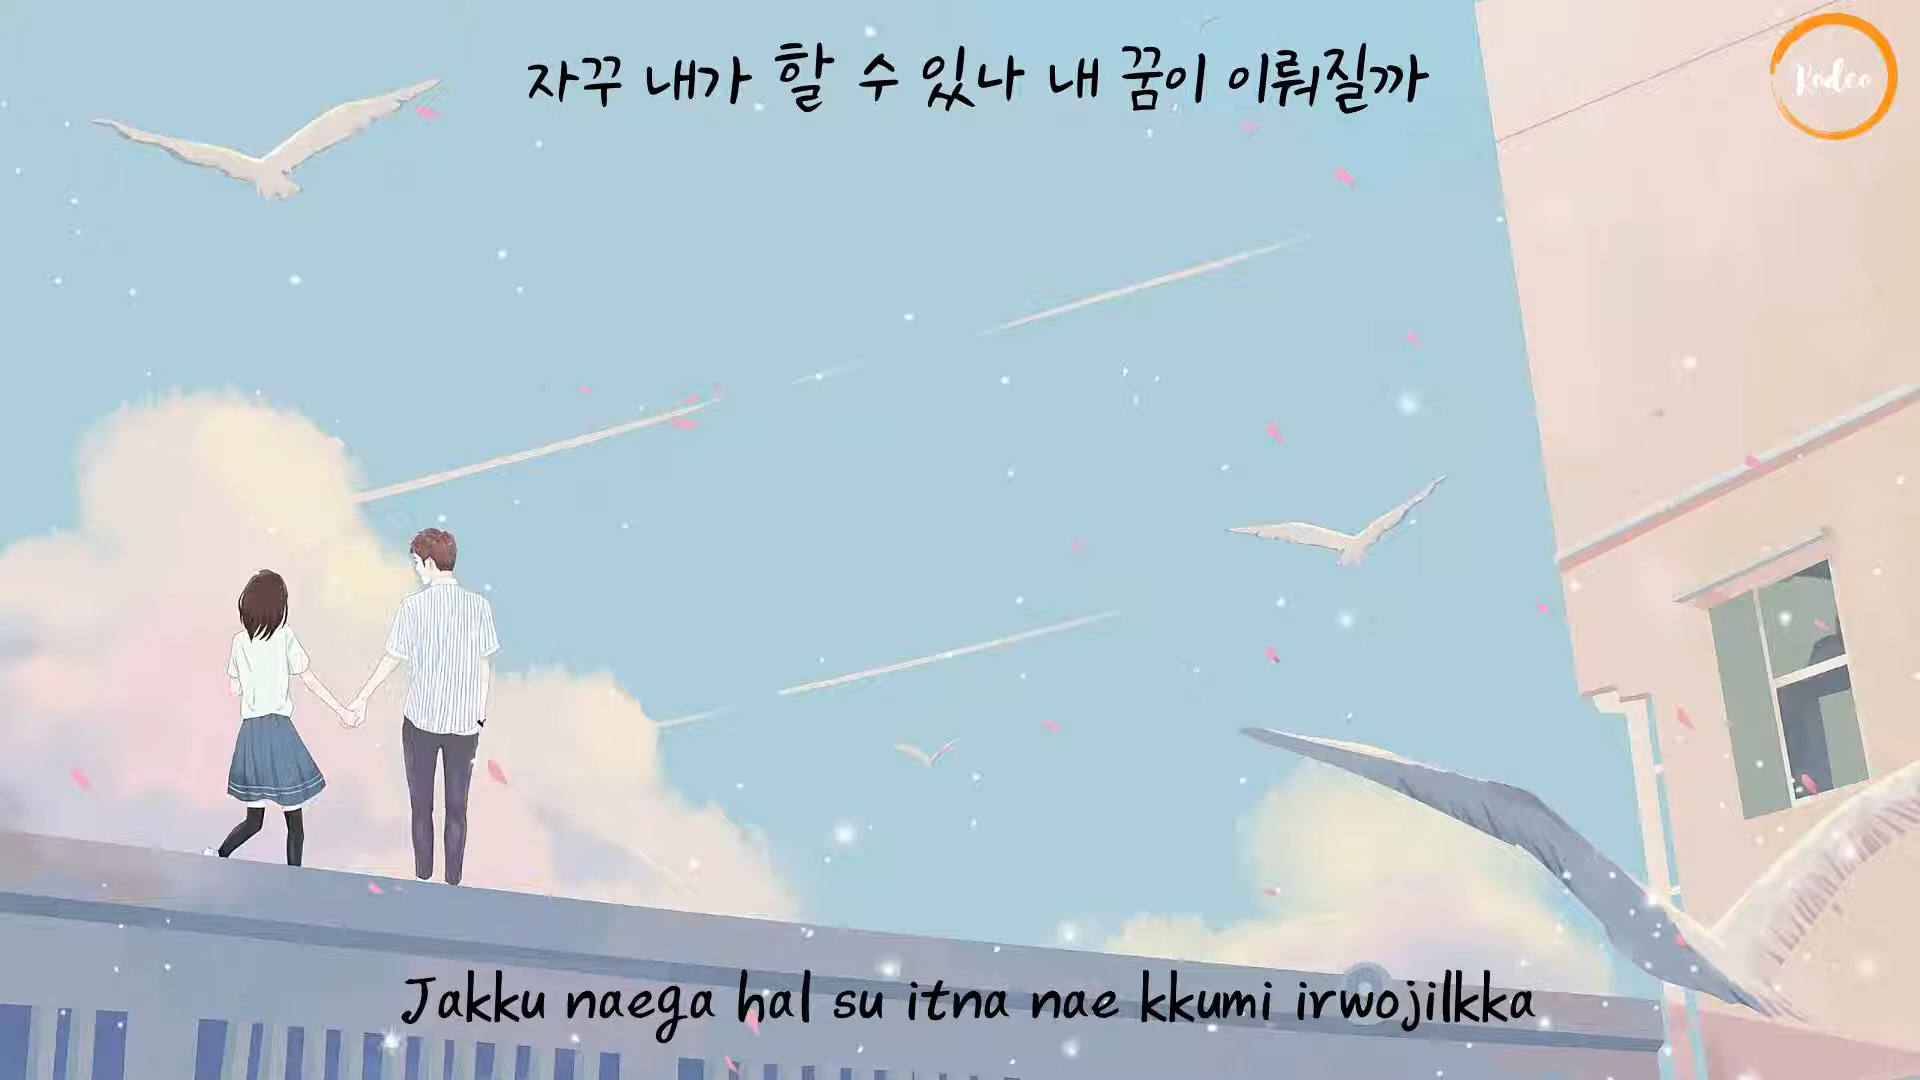 자꾸 내가 할 수 있나 내 꿈이 이뤄질까
Kodeo
Jakku naega hal su itna nae kkumi irwojilkka